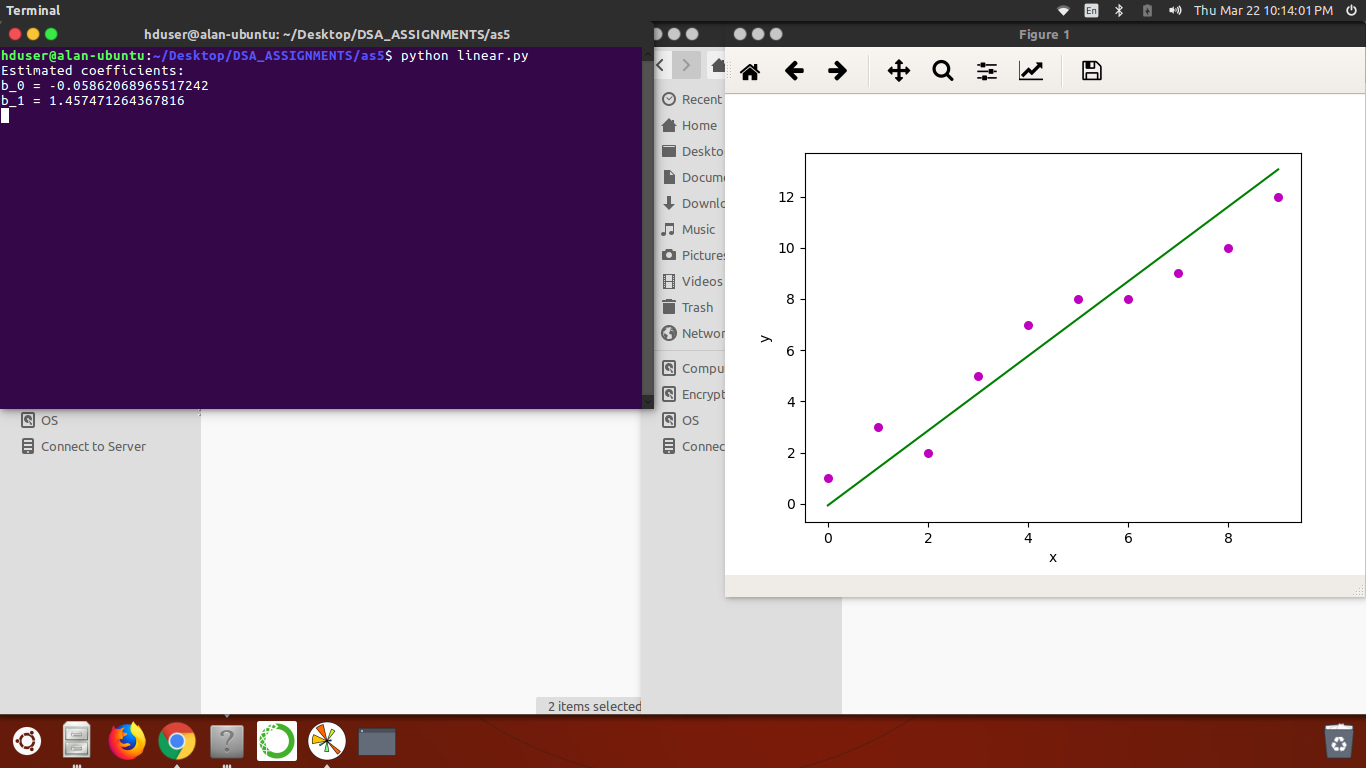 Terminal
En
Thu Mar 22 10:14:01 PM
hduser@alan-ubuntu: ~/Desktop/DSA_ASSIGNMENTS/as5
hduser@alan-ubuntu:~/Desktop/DSA_ASSIGNMENTS/as5$ python linear.py
Estimated coefficients:
b_0 = -0.05862068965517242
b_1 = 1.457471264367816
Recent
Home
Deskto
Docume
Downlo
Music
Pictures
Videos
Trash
Networ
Compu
Encrypt
OS
Connec
OS
Connect to Server
2 items selected
Figure 1
12
10
8
6
4
2
0
y
0 2 4 6 8
x